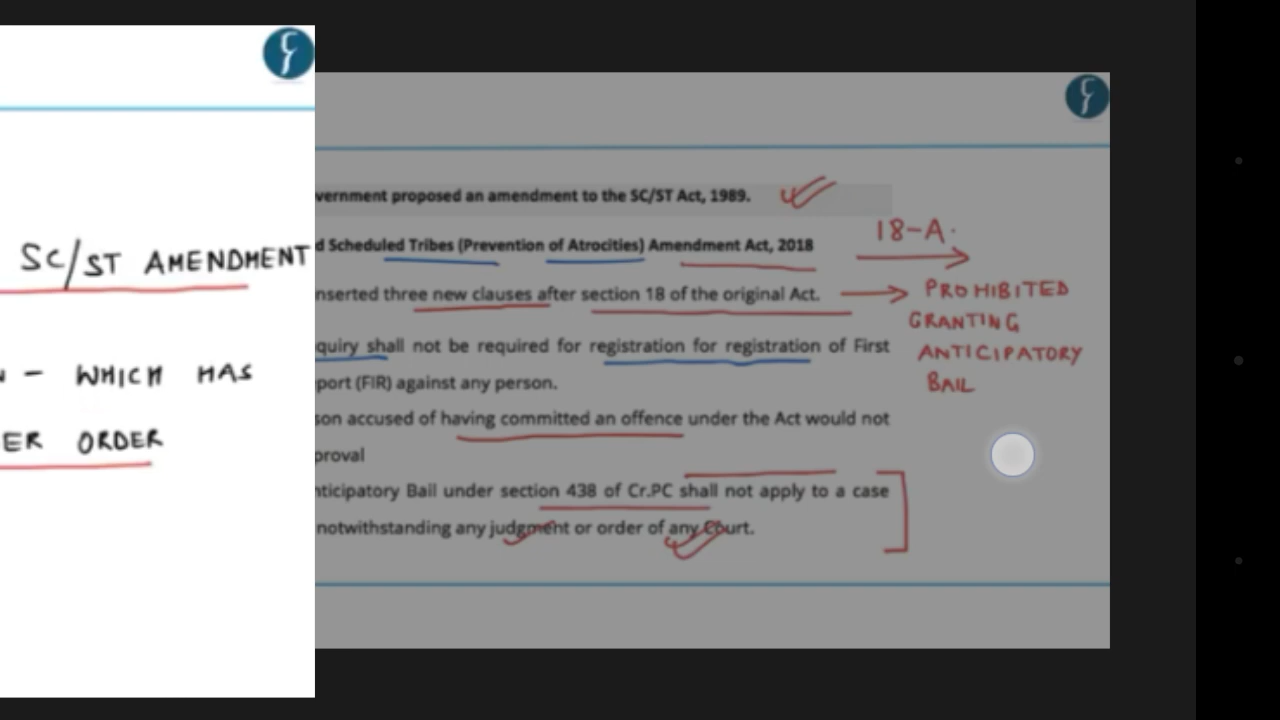 SC/ST AMENDMENT
– WHICH HAS
ER ORDER
vernment proposed an amendment to the SC/ST Act, 1989.
d Scheduled Tribes (Prevention of Atrocities) Amendment Act, 2018
18-A.
nserted three new clauses after section 18 of the original Act.
PROHIBITED
GRANTING
ANTICIPATORY
BAIL
quiry shall not be required for registration for registration of First
port (FIR) against any person.
son accused of having committed an offence under the Act would not
proval
nticipatory Bail under section 438 of Cr.PC shall not apply to a case
notwithstanding any judgment or order of any Court.